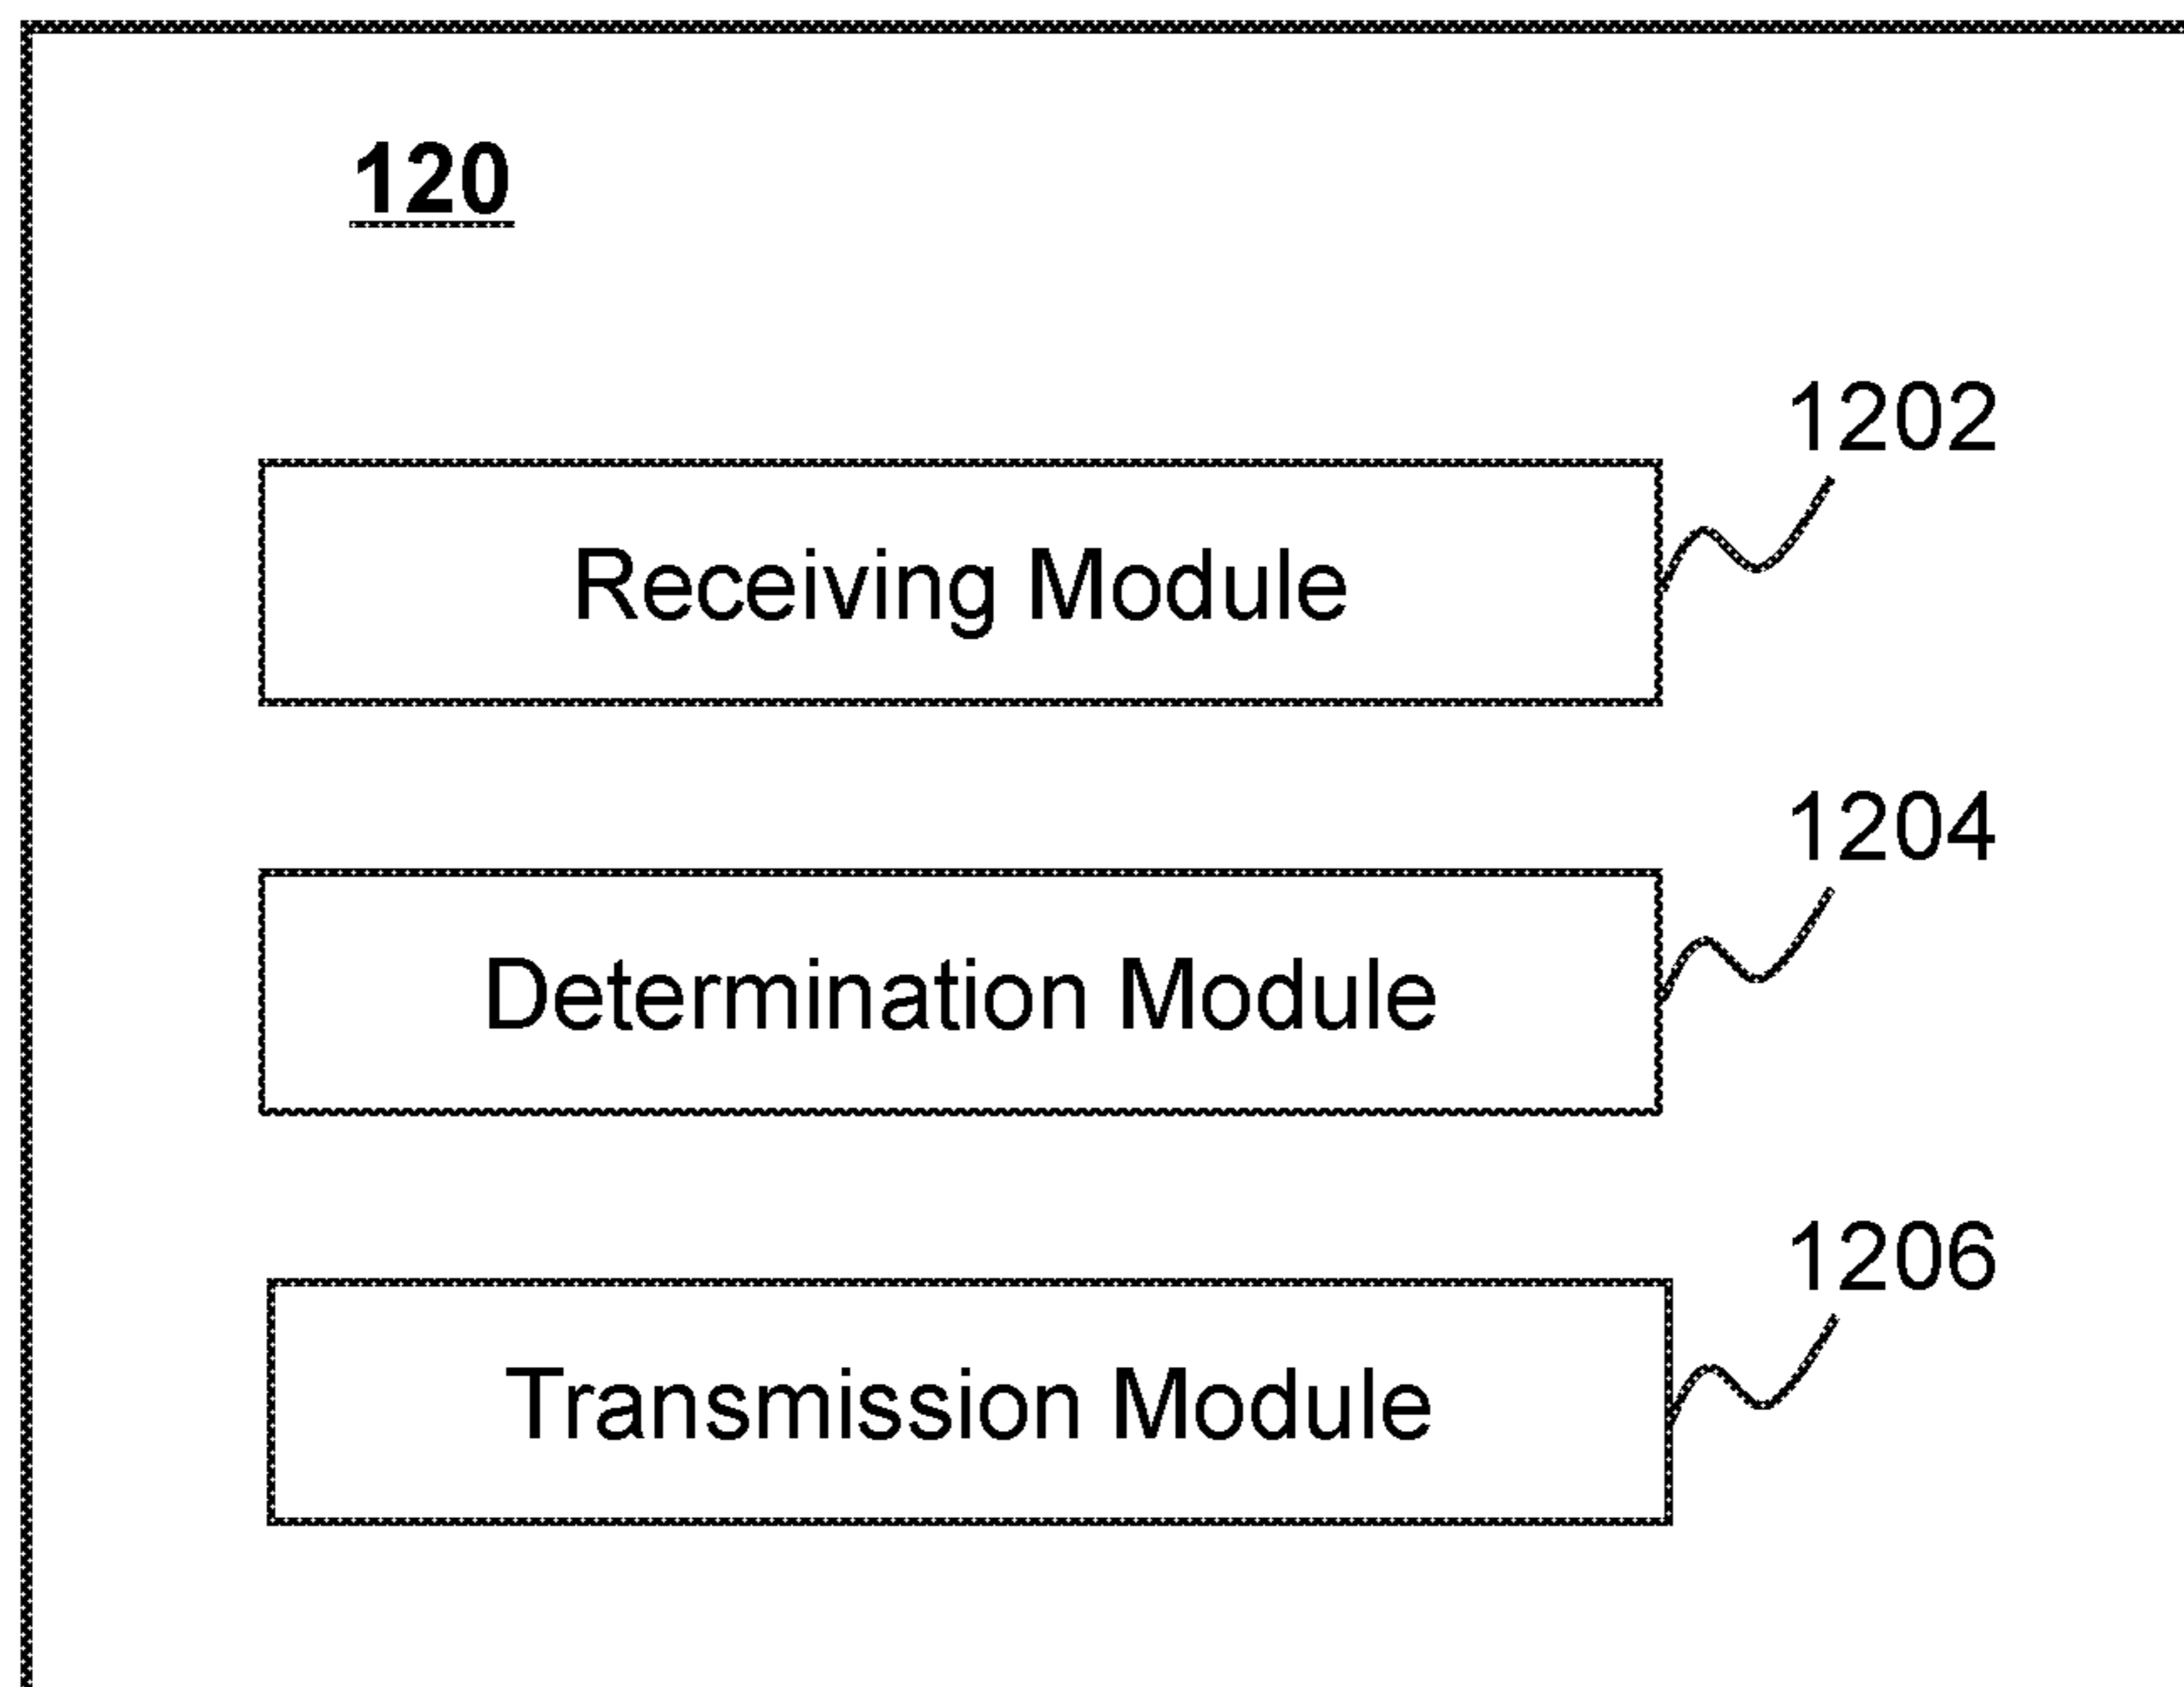 120
1202
Receiving Module
1204
Determination Module
1206
Transmission Module